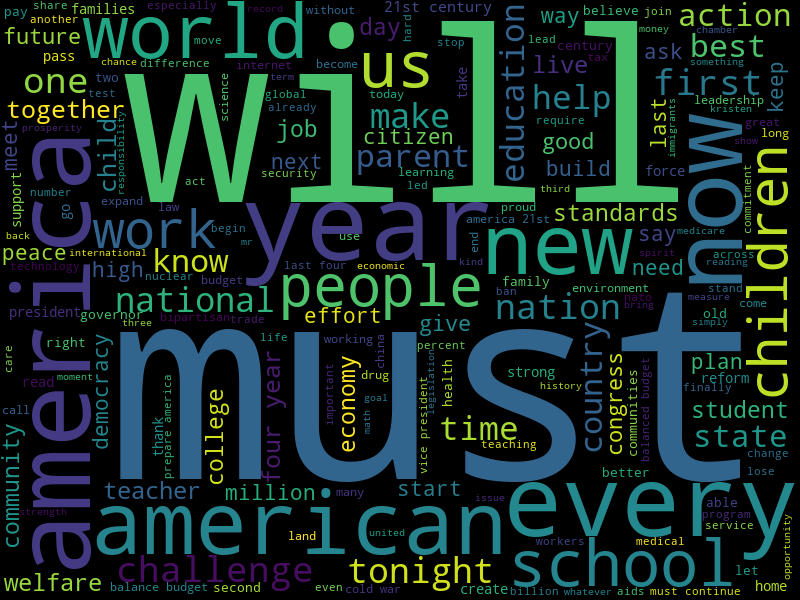 pay families especially record without believe join money
share day 21st century way action
future another world move hard us lead century chamber
pass chance difference internet become stop tax best
one two test science global already today take education live ask first something
together term make help keep
prosperity citizen require job leadership
meet child responsibility will last immigrants kristen great
america parent good now show long
next learning build force
support act security led third say commitment
number expand proud children
go work law year america 21st standards
back begin mr use end new medicare
peace international know kind need across
technology high nuclear budget last four economic spirit reading
president national people family environment stand
governor bipartisan trade effort ban nation nato measure come
three give bring old simply
right democracy life working china percent country plan
care read must important economy drug strong congress reform
moment prepare america four year goal health history communities finally
call thank college math legislation balanced budget student
community vice president time teaching state
better change
teacher million many start issue lose
strength american land united every able
program
challenge workers medical service
welfare tonight school let opportunity
balance budget second cold war even create billion whatever aids must continue home